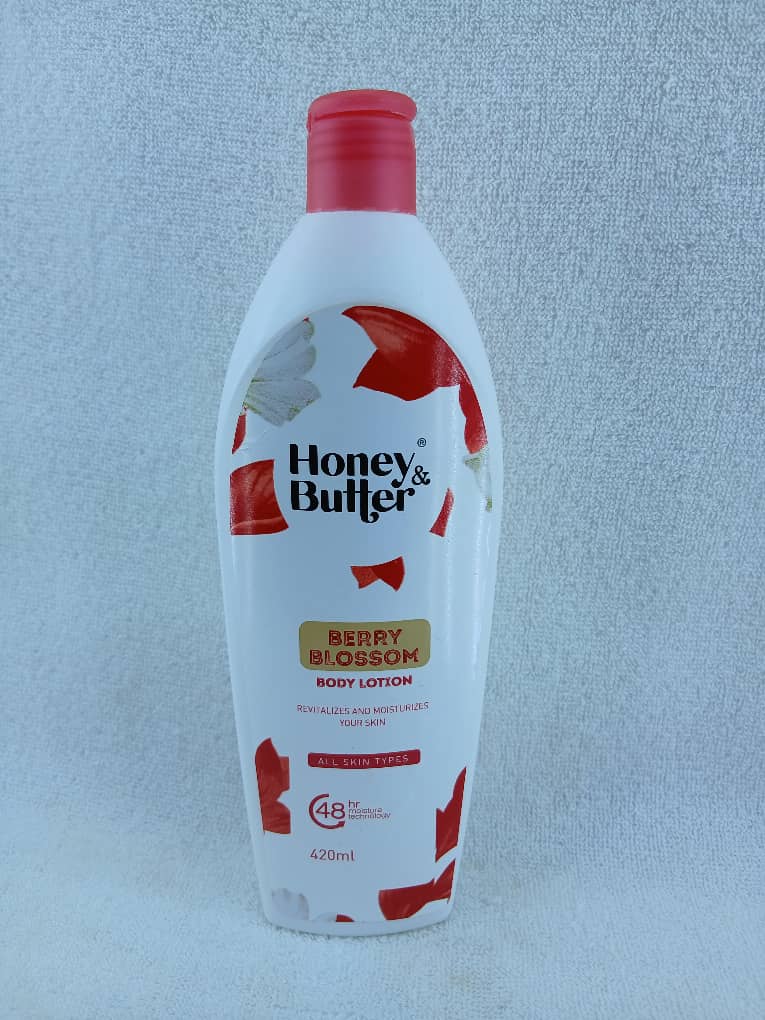 Honey &
Butter®
BERRY
BLOSSOM
BODY LOTION
REVITALIZES AND MOISTURIZES
YOUR SKIN
ALL SKIN TYPES
48 hr
moisture
technology
420ml